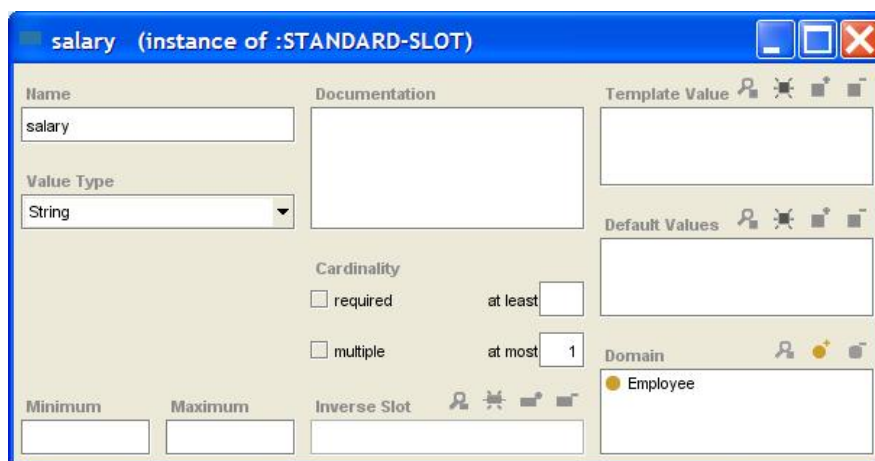 salary (instance of :STANDARD-SLOT)
Name
salary
Value Type
String
Documentation
Cardinality
required
at least
multiple
at most 1
Template Value
Default Values
Domain
Employee
Minimum
Maximum
Inverse Slot